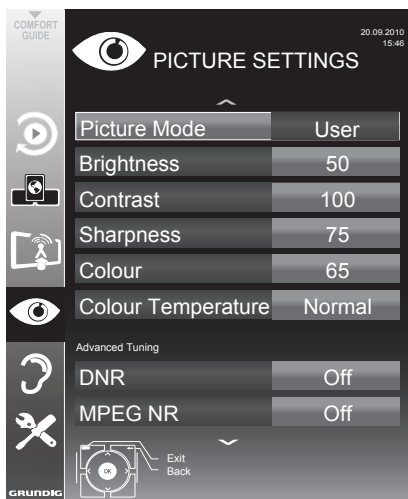 COMFORT
GUIDE
20.09.2010
15:46
PICTURE SETTINGS
Picture Mode User
Brightness 50
Contrast 100
Sharpness 75
Colour 65
Colour Temperature Normal
Advanced Tuning
DNR Off
MPEG NR Off
Exit
Back
OK
GRUNDIG